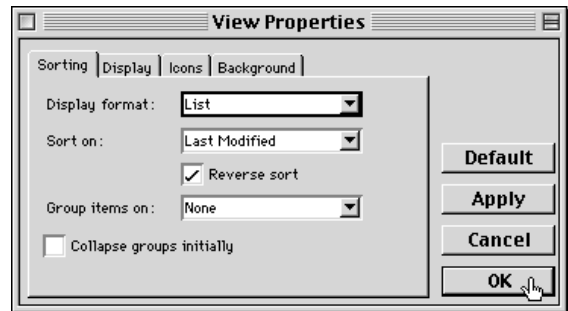 View Properties
Sorting Display Icons Background
Display format: List
Sort on: Last Modified
Reverse sort
Group items on: None
Collapse groups initially
Default
Apply
Cancel
OK